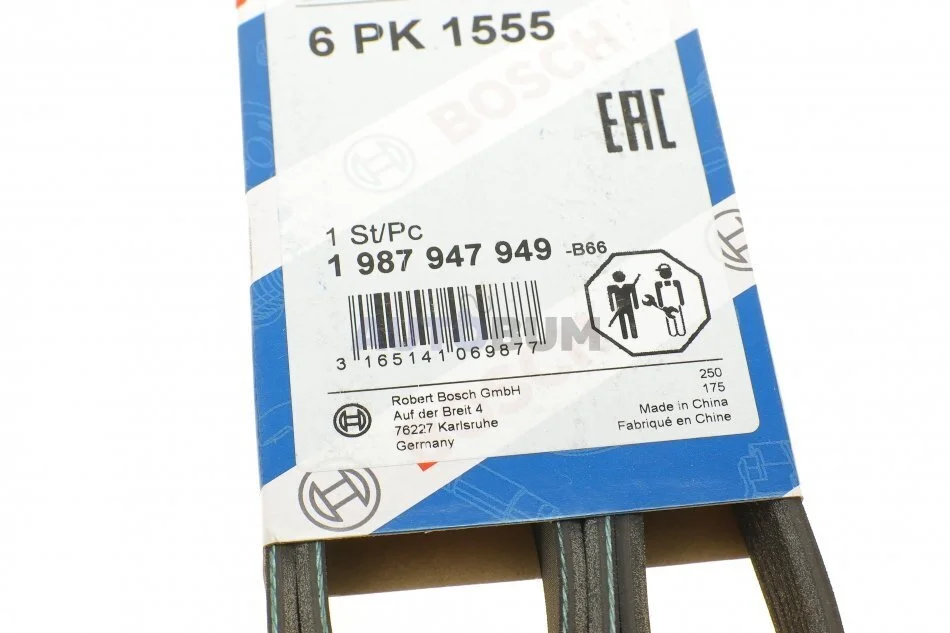 6 PK 1555
BOSCH
EAC
1 St/Pc
1 987 947 949 -B66
AUTOBUM
3 165141 069877
250
175
Robert Bosch GmbH
Auf der Breit 4
76227 Karlsruhe
Germany
Made in China
Fabriqué en Chine